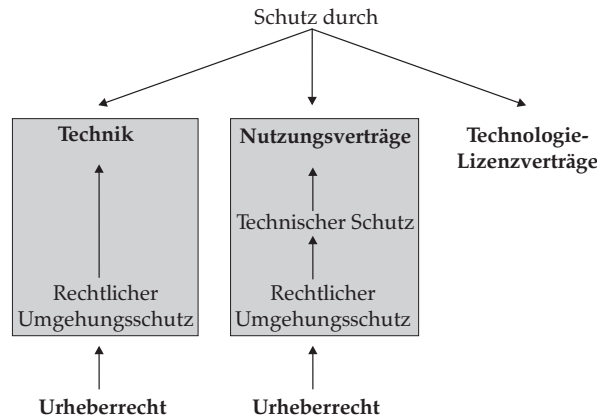 Schutz durch
Technik
Rechtlicher
Umgehungsschutz
Urheberrecht
Nutzungsverträge
Technischer Schutz
Rechtlicher
Umgehungsschutz
Urheberrecht
Technologie-
Lizenzverträge